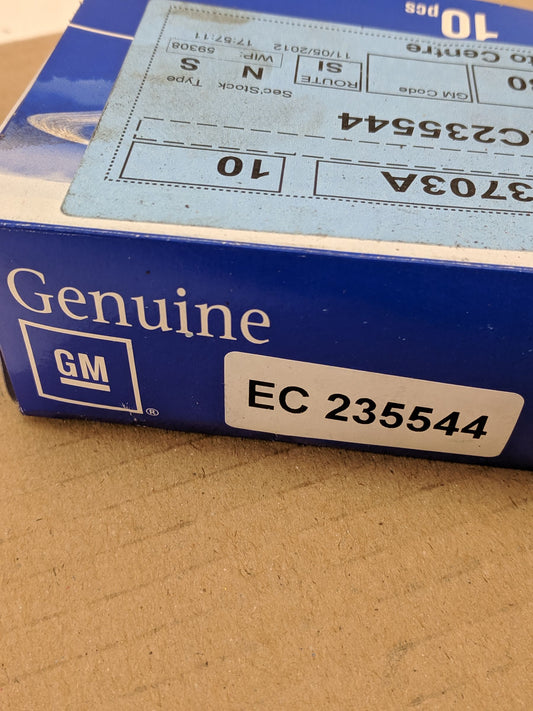 10 pcs
3703A 10
C235544
GM Code
ROUTE
SI
Sec'Stock Type
N S
WIP: 59308
to Centre
11/05/2012 17:57:11
Genuine
GM
®
EC 235544